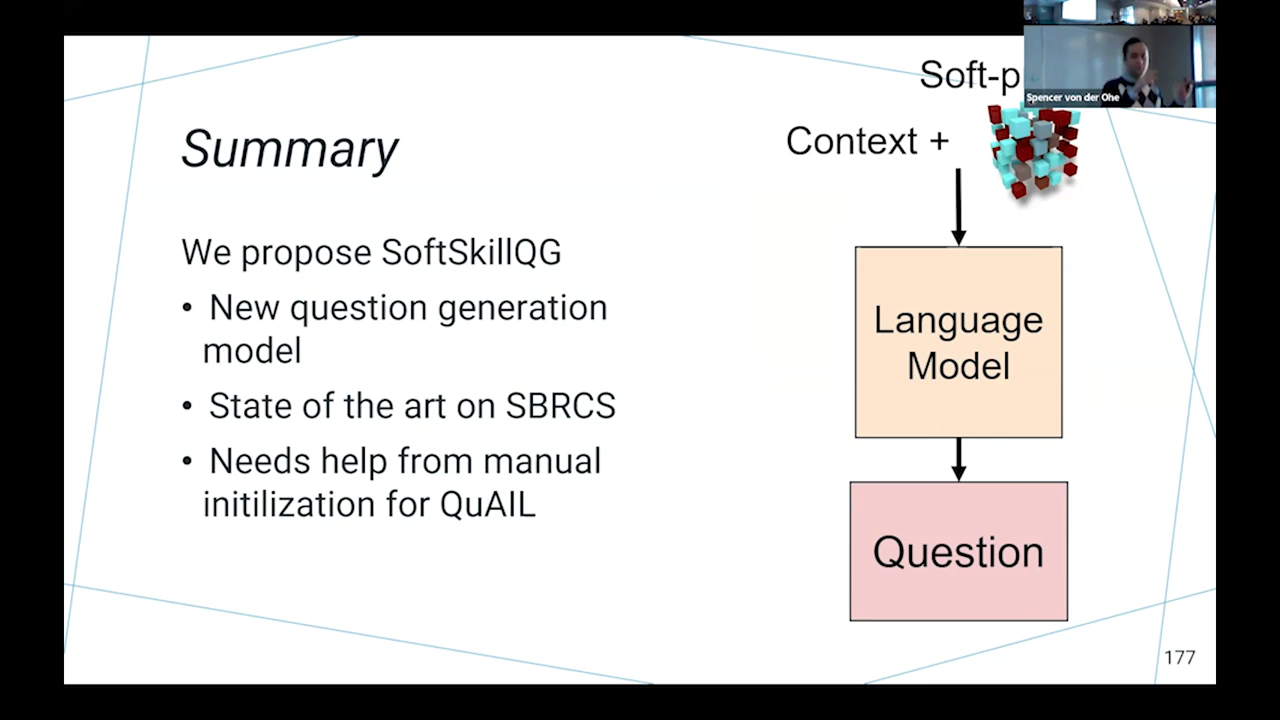 Spencer von der Ohe
Summary
We propose SoftSkillQG
• New question generation
model
• State of the art on SBRCS
• Needs help from manual
initilization for QuAIL
Soft-p
Context +
Language
Model
Question
177